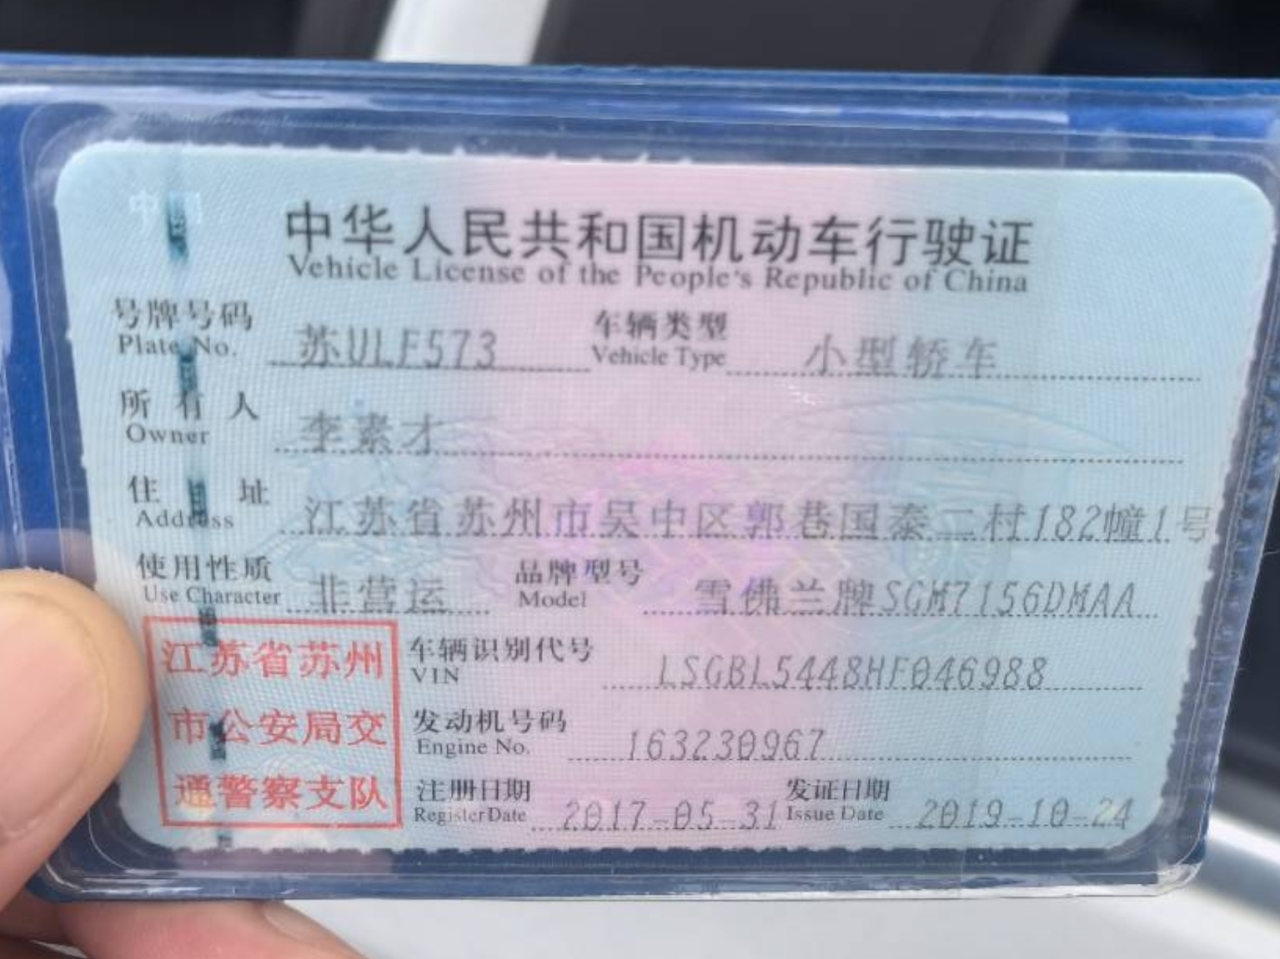 中华人民共和国机动车行驶证
Vehicle License of the People's Republic of China
号牌号码 苏ULF573 车辆类型 小型轿车
Plate No. Vehicle Type
所有人 李素才
Owner
住址 江苏省苏州市吴中区郭巷国泰二村182幢1号
Address
使用性质 非营运 品牌型号 雪佛兰牌SGM7156DMAA
Use Character Model
江苏省苏州
市公安局交
通警察支队
车辆识别代号 LSGBL5448HF046988
VIN
发动机号码 163230967
Engine No.
注册日期 2017-05-31 发证日期 2019-10-24
Register Date Issue Date